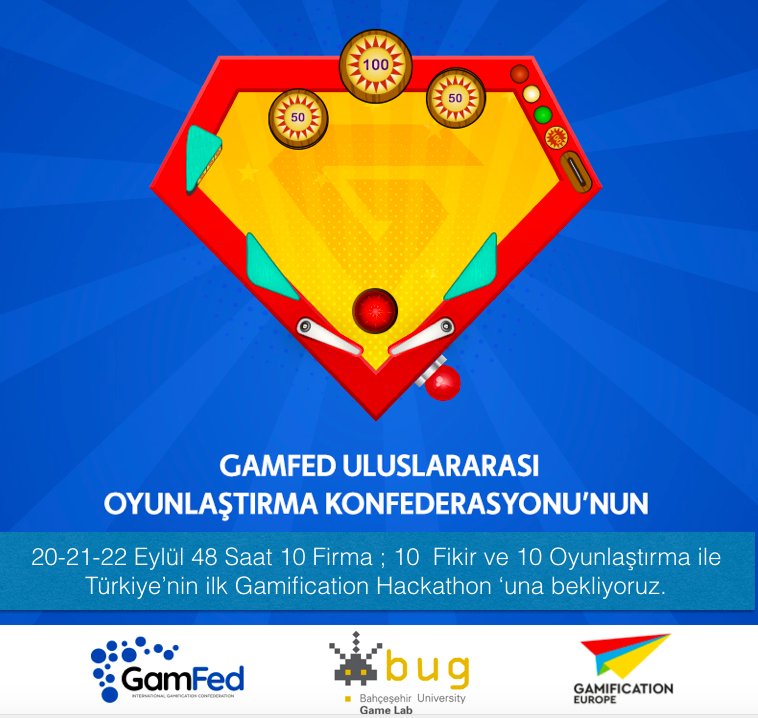 100
50
50
100
GAMFED ULUSLARARASI
OYUNLAŞTIRMA KONFEDERASYONU'NUN
20-21-22 Eylül 48 Saat 10 Firma ; 10 Fikir ve 10 Oyunlaştırma ile
Türkiye'nin ilk Gamification Hackathon 'una bekliyoruz.
GamFed
INTERNATIONAL GAMIFICATION CONFEDERATION
bug
Bahçeşehir University
Game Lab
GAMIFICATION
EUROPE